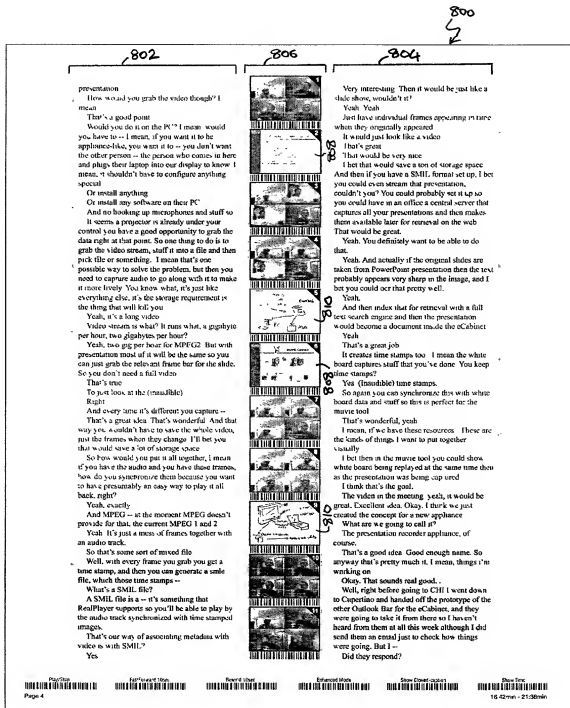 800
802
806
804
presentation
How would you grab the video though? I
mean
That's a good point
Would you do it on the PC? I mean would
you have to -- I mean, if you want it to be
appliance-like, you want it to -- you don't want
the other person -- the person who comes in here
and plugs their laptop into our display to know I
mean, it shouldn't have to configure anything
special
Or install anything
Or install any software on their PC
And no hooking up microphones and stuff so
It seems a projector is already under your
control you have a good opportunity to grab the
data right at that point. So one thing to do is to
grab the video stream, stuff it into a file and then
pick file or something. I mean that's one
possible way to solve the problem, but then you
need to capture audio to go along with it to make
it more lively. You know what, it's just like
everything else, it's the storage requirement is
the thing that will kill you
Yeah, it's a long video
Video stream is what? It runs what, a gigabyte
per hour, two gigabytes per hour?
Yeah, two gig per hour for MPEG2 But with
presentation most of it will be the same so you
can just grab the relevant frame bar for the slide.
So you don't need a full video
That's true
To just look at the (inaudible)
Right
And every time it's different you capture --
That's a great idea That's wonderful And that
way you wouldn't have to save the whole video,
just the frames when they change I'll bet you
that would save a lot of storage space
So how would you put it all together, I mean
if you have the audio and you have those frames,
how do you synchronize them because you want
to have presumably an easy way to play it all
back, right?
Yeah, exactly
And MPEG -- at the moment MPEG doesn't
provide for that, the current MPEG 1 and 2
Yeah It's just a mess of frames together with
an audio track.
So that's some sort of mixed file
Well, with every frame you grab you get a
time stamp, and then you can generate a smile
file, which those time stamps --
What's a SMIL file?
A SMIL file is a -- it's something that
RealPlayer supports so you'll be able to play by
the audio track synchronized with time stamped
images.
That's our way of associating metadata with
video is with SMIL?
Yes
2
808
3
5
810
6
808
7
8
9
810
10
11
Very interesting Then it would be just like a
slide show, wouldn't it?
Yeah Yeah
Just have individual frames appearing in time
when they originally appeared
It would just look like a video
That's great
That would be very nice
I bet that would save a ton of storage space
And then if you have a SMIL format set up, I bet
you could even stream that presentation,
couldn't you? You could probably set it up so
you could have in an office a central server that
captures all your presentations and then makes
them available later for retrieval on the web
That would be great.
Yeah. You definitely want to be able to do
that.
Yeah. And actually if the original slides are
taken from PowerPoint presentation then the text
probably appears very sharp in the image, and I
bet you could ocr that pretty well.
Yeah.
And then index that for retrieval with a full
text search engine and then the presentation
would become a document inside the eCabinet
Yeah
That's a great job
It creates time stamps too I mean the white
board captures stuff that you've done You keep
time stamps?
Yes (Inaudible) time stamps.
So again you can synchronize this with white
board data and stuff so this is perfect for the
movie tool
That's wonderful, yeah
I mean, if we have these resources These are
the kinds of things I want to put together
visually
I bet then in the movie tool you could show
white board being replayed at the same time then
as the presentation was being captured
I think that's the goal.
The video in the meeting yeah, it would be
great. Excellent idea. Okay. I think we just
created the concept for a new appliance
What are we going to call it?
The presentation recorder appliance, of
course.
That's a good idea Good enough name. So
anyway that's pretty much it. I mean, things i'm
working on
Okay. That sounds real good. .
Well, right before going to CHI I went down
to Cupertino and handed off the prototype of the
other Outlook Bar for the eCabinet, and they
were going to take it from there so I haven't
heard from them at all this week although I did
send them an email just to check how things
were going. But I --
Did they respond?
Play/Stop
Fast Forward 10sec
Rewind 10sec
Enhanced Mode
Show Closed-caption
Show Time
Page 4
16:42min - 21:38min